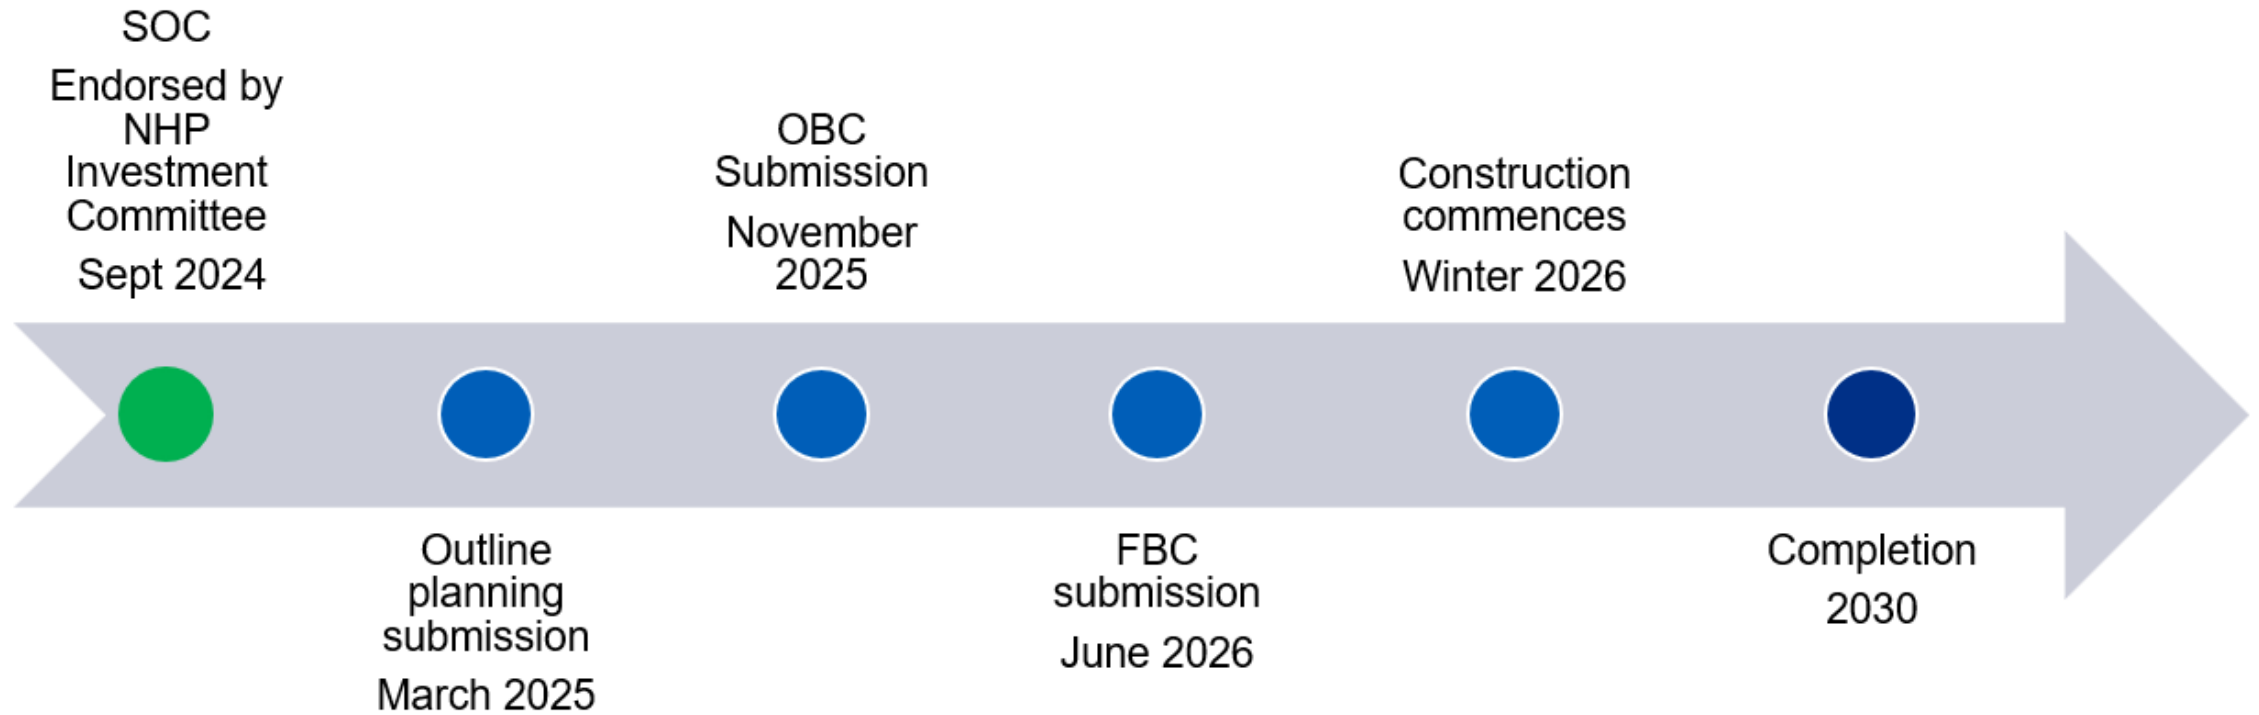 SOC
Endorsed by
NHP
Investment
Committee
Sept 2024
Outline
planning
submission
March 2025
OBC
Submission
November
2025
FBC
submission
June 2026
Construction
commences
Winter 2026
Completion
2030